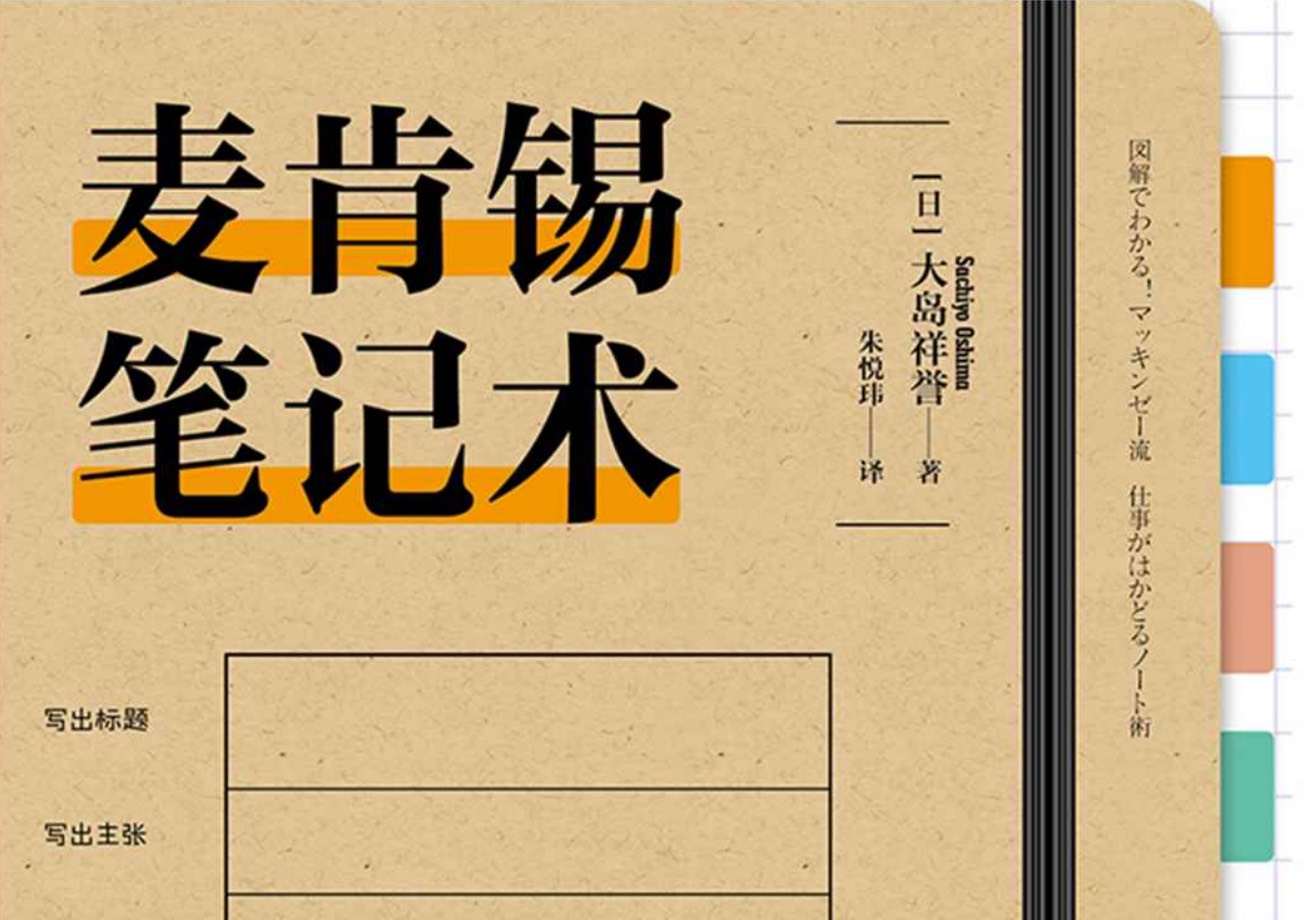 麦肯锡
笔记术
[日] 大岛祥誉——著
Sachiyo Oshima
朱悦玮——译
図解でわかる！マッキンゼー流　仕事がはかどるノート術
写出标题
写出主张